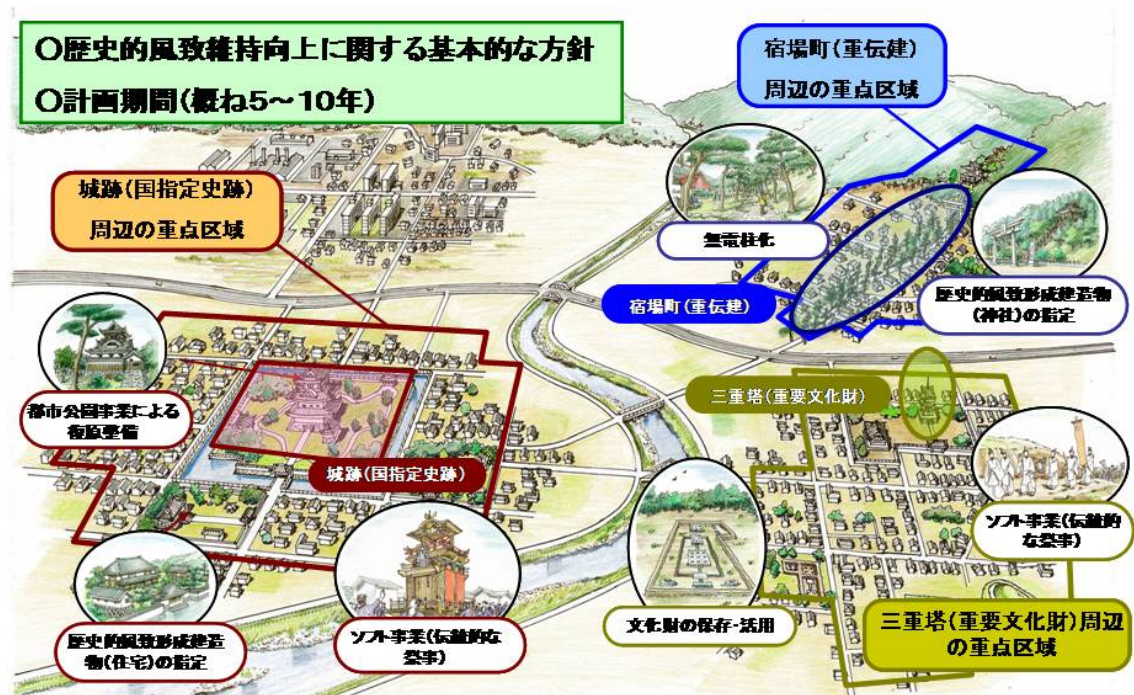 〇歴史的風致維持向上に関する基本的な方針
〇計画期間(概ね5～10年)
宿場町(重伝建)
周辺の重点区域
城跡(国指定史跡)
周辺の重点区域
無電柱化
宿場町(重伝建)
歴史的風致形成建造物
(神社)の指定
都市公園事業による
復原整備
城跡(国指定史跡)
三重塔(重要文化財)
ソフト事業(伝統的
な祭事)
歴史的風致形成建造
物(住宅)の指定
ソフト事業(伝統的な
祭事)
文化財の保存・活用
三重塔(重要文化財)周辺
の重点区域